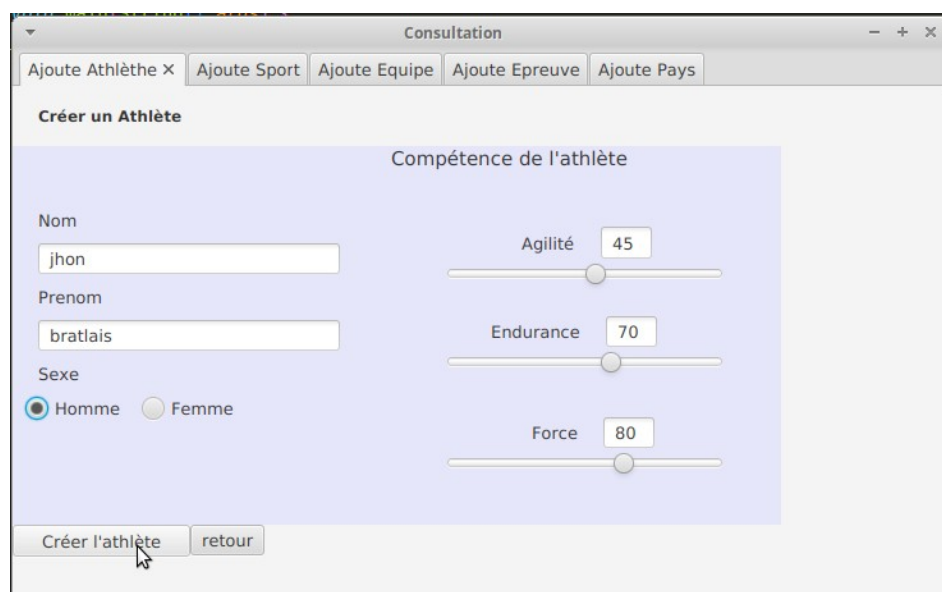 Consultation
Ajoute Athlèthe × Ajoute Sport Ajoute Equipe Ajoute Epreuve Ajoute Pays
Créer un Athlète
Compétence de l'athlète
Nom
jhon
Prenom
bratlais
Sexe
Homme Femme
Agilité 45
Endurance 70
Force 80
Créer l'athlète retour